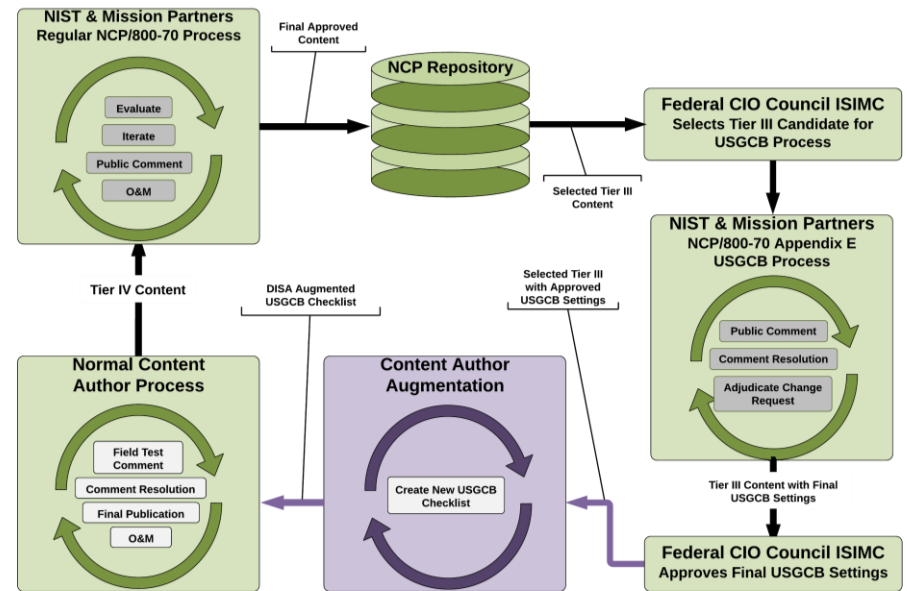 NIST & Mission Partners
Regular NCP/800-70 Process
Evaluate
Iterate
Public Comment
O&M
Final Approved
Content
NCP Repository
Selected Tier III
Content
Federal CIO Council ISIMC
Selects Tier III Candidate for
USGCB Process
NIST & Mission Partners
NCP/800-70 Appendix E
USGCB Process
Public Comment
Comment Resolution
Adjudicate Change
Request
Tier III Content with Final
USGCB Settings
Federal CIO Council ISIMC
Approves Final USGCB Settings
Selected Tier III
with Approved
USGCB Settings
Content Author
Augmentation
Create New USGCB
Checklist
DISA Augmented
USGCB Checklist
Normal Content
Author Process
Field Test
Comment
Comment Resolution
Final Publication
O&M
Tier IV Content